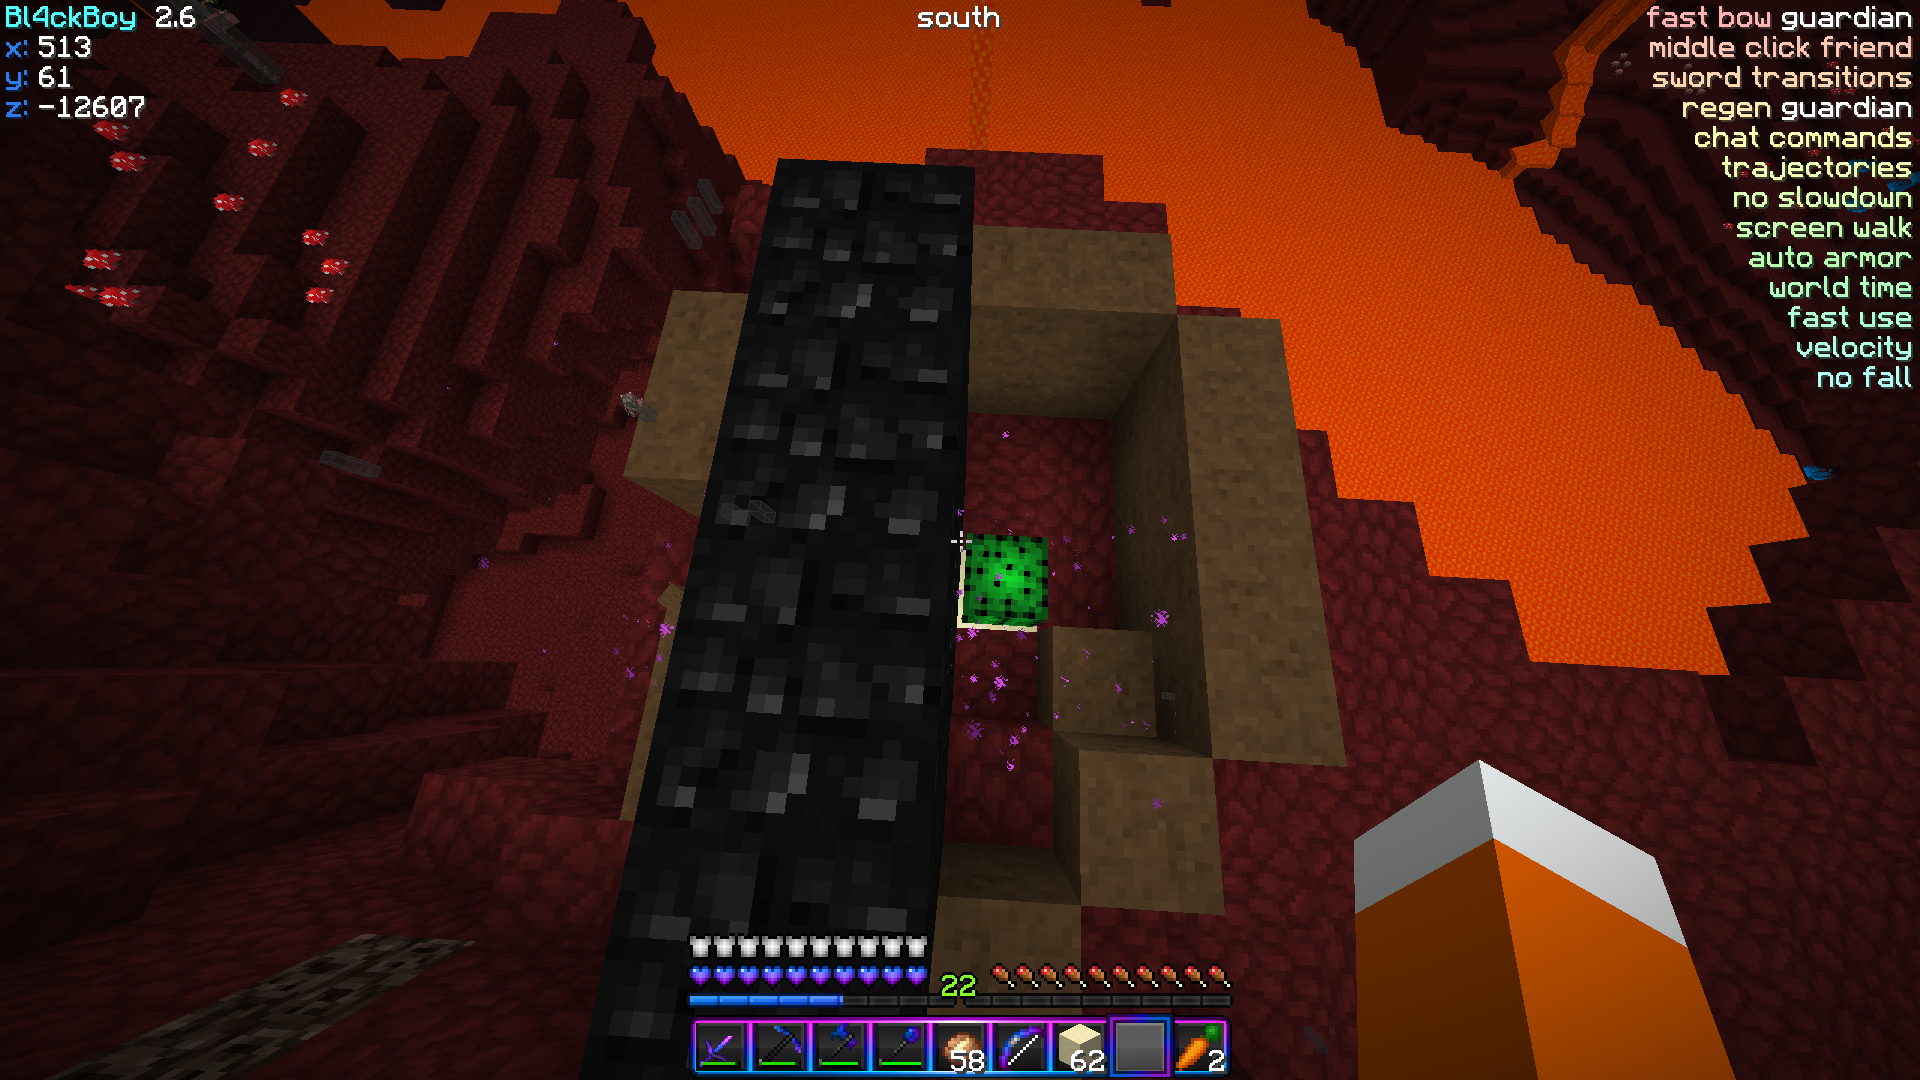 Bl4ckBoy 2.6
x: 513
y: 61
z: -12607
south
fast bow guardian
middle click friend
sword transitions
regen guardian
chat commands
trajectories
no slowdown
screen walk
auto armor
world time
fast use
velocity
no fall
22
58
62
2